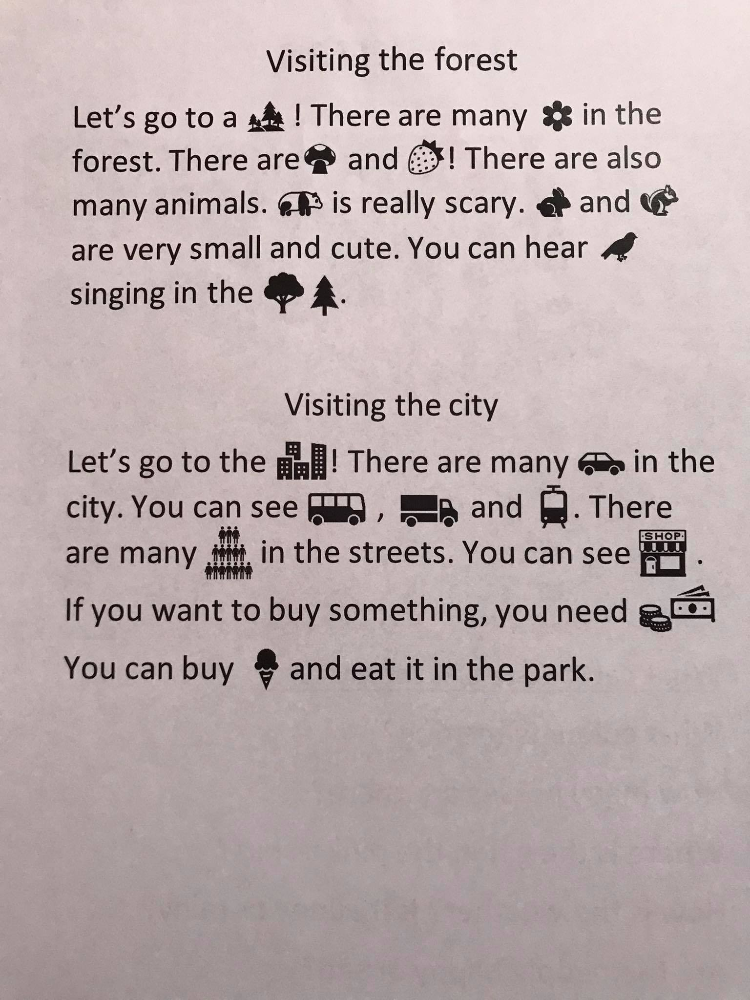 Visiting the forest
Let's go to a ! There are many in the
forest. There are and ! There are also
many animals. is really scary. and
are very small and cute. You can hear
singing in the .
Visiting the city
Let's go to the ! There are many in the
city. You can see , and . There
are many in the streets. You can see SHOP .
If you want to buy something, you need
You can buy and eat it in the park.